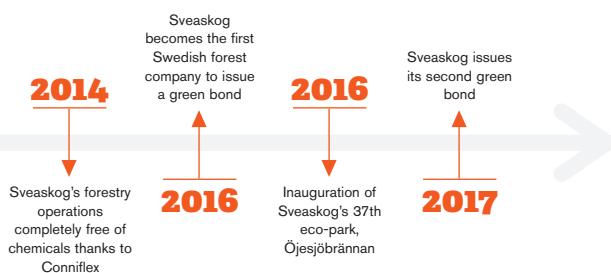 2014
Sveaskog's forestry
operations
completely free of
chemicals thanks to
Conniflex
Sveaskog
becomes the first
Swedish forest
company to issue
a green bond
2016
2016
Inauguration of
Sveaskog's 37th
eco-park,
Öjesjöbrännan
Sveaskog issues
its second green
bond
2017